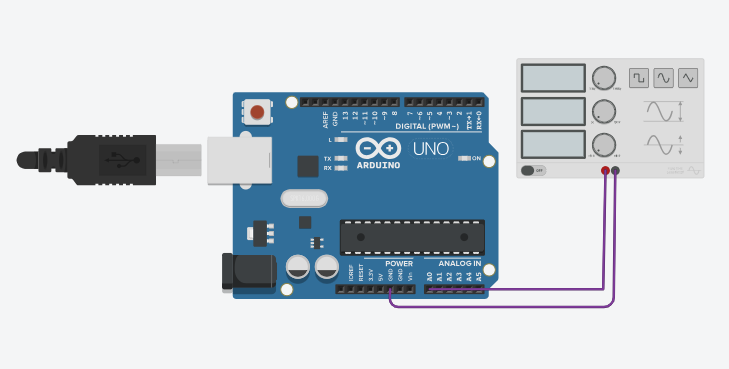 AREF
GND
13
12
~11
~10
~9
8
7
~6
~5
4
~3
2
TX→1
RX←0
DIGITAL (PWM~)
L
TX
RX
UNO
ON
ARDUINO
OFF
POWER
ANALOG IN
IOREF
RESET
3.3V
5V
GND
GND
Vin
A0
A1
A2
A3
A4
A5